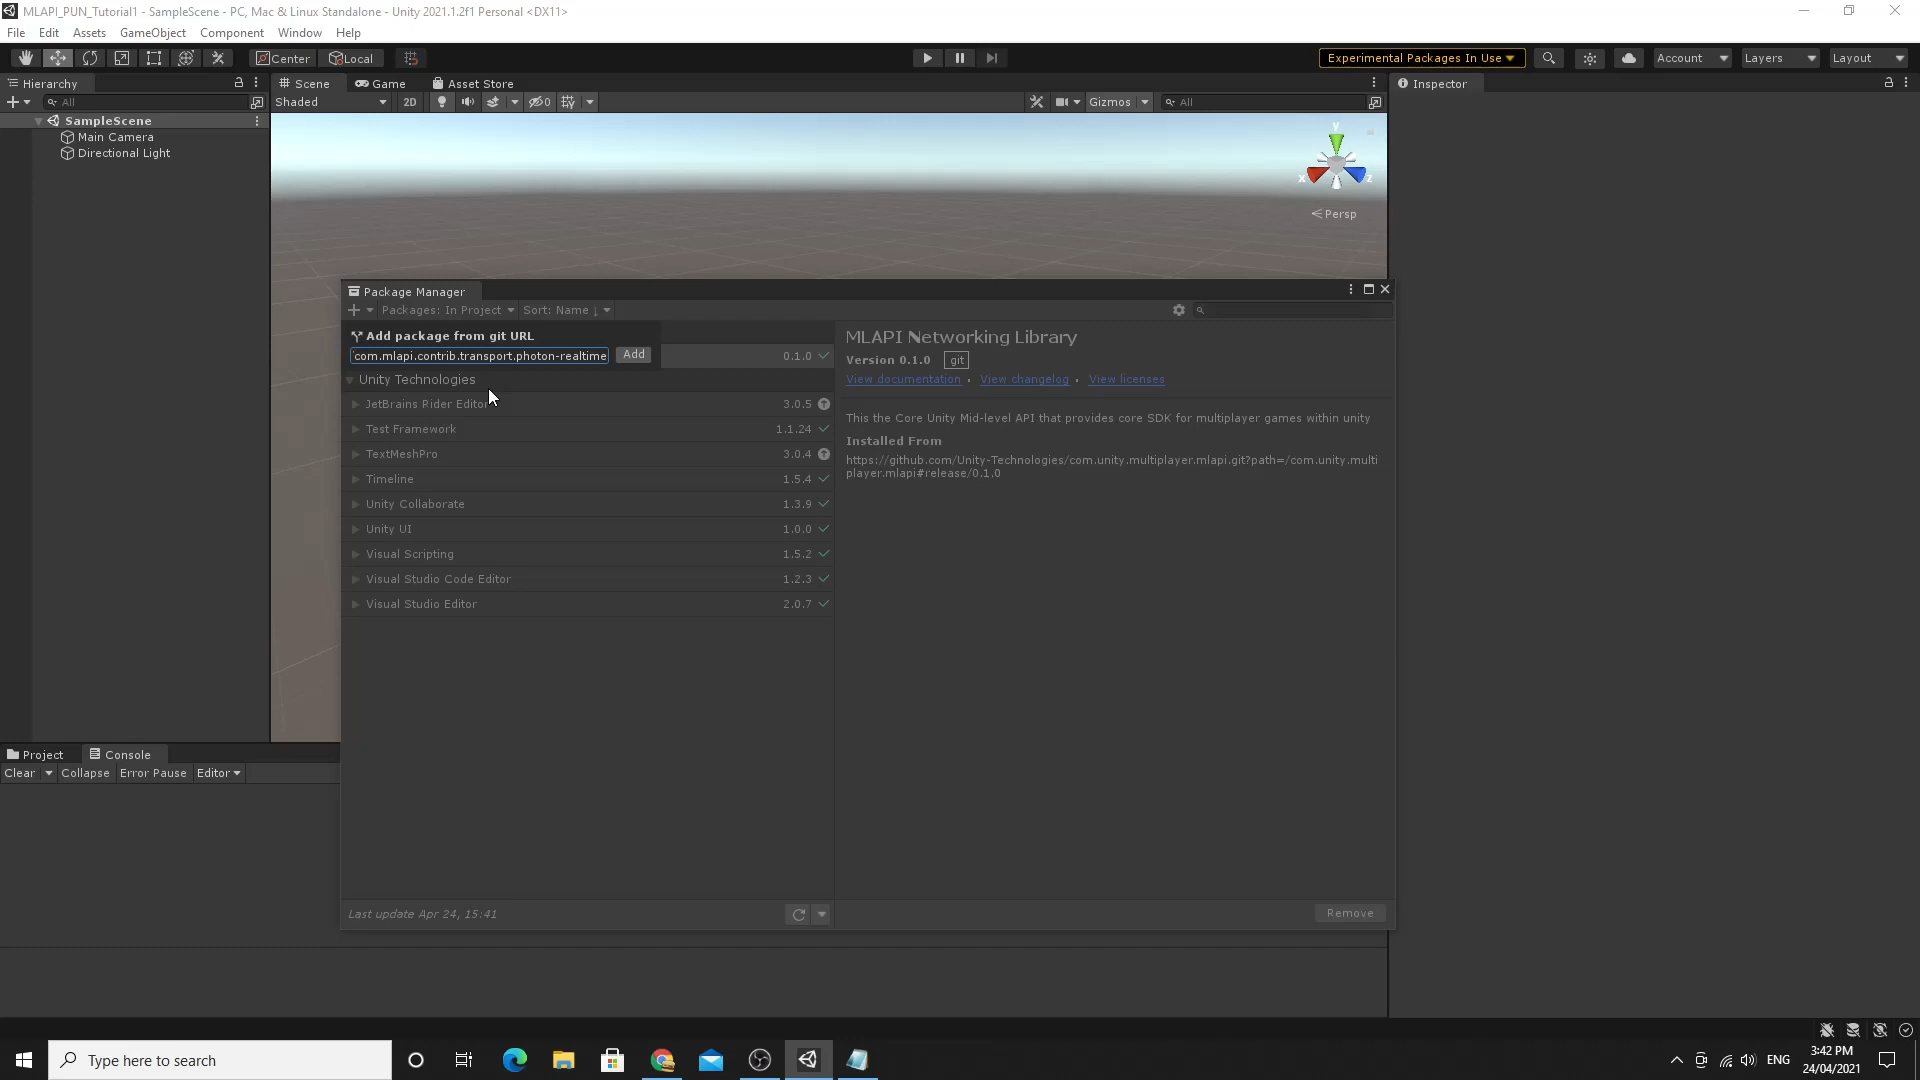 MLAPI_PUN_Tutorial1 - SampleScene - PC, Mac & Linux Standalone - Unity 2021.1.2f1 Personal <DX11>
File Edit Assets GameObject Component Window Help
Center Local Experimental Packages In Use Account Layers Layout
Hierarchy Scene Game Asset Store Inspector
All Shaded 2D 0 Gizmos All
SampleScene
Main Camera
Directional Light
y
x z
Persp
Package Manager
Packages: In Project Sort: Name ↓
Add package from git URL
com.mlapi.contrib.transport.photon-realtime Add
0.1.0
Unity Technologies
JetBrains Rider Editor 3.0.5
Test Framework 1.1.24
TextMeshPro 3.0.4
Timeline 1.5.4
Unity Collaborate 1.3.9
Unity UI 1.0.0
Visual Scripting 1.5.2
Visual Studio Code Editor 1.2.3
Visual Studio Editor 2.0.7
Last update Apr 24, 15:41
MLAPI Networking Library
Version 0.1.0 git
View documentation View changelog View licenses
This the Core Unity Mid-level API that provides core SDK for multiplayer games within unity
Installed From
https://github.com/Unity-Technologies/com.unity.multiplayer.mlapi.git?path=/com.unity.multi
player.mlapi#release/0.1.0
Remove
Project Console
Clear Collapse Error Pause Editor
Type here to search
ENG
3:42 PM
24/04/2021